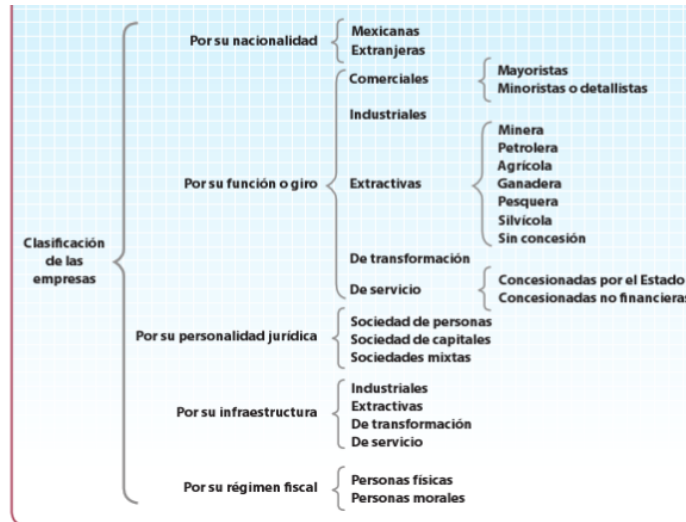 Clasificación
de las
empresas
Por su nacionalidad
Mexicanas
Extranjeras
Por su función o giro
Comerciales
Mayoristas
Minoristas o detallistas
Industriales
Extractivas
Minera
Petrolera
Agrícola
Ganadera
Pesquera
Silvícola
Sin concesión
De transformación
De servicio
Concesionadas por el Estado
Concesionadas no financieras
Por su personalidad jurídica
Sociedad de personas
Sociedad de capitales
Sociedades mixtas
Por su infraestructura
Industriales
Extractivas
De transformación
De servicio
Por su régimen fiscal
Personas físicas
Personas morales